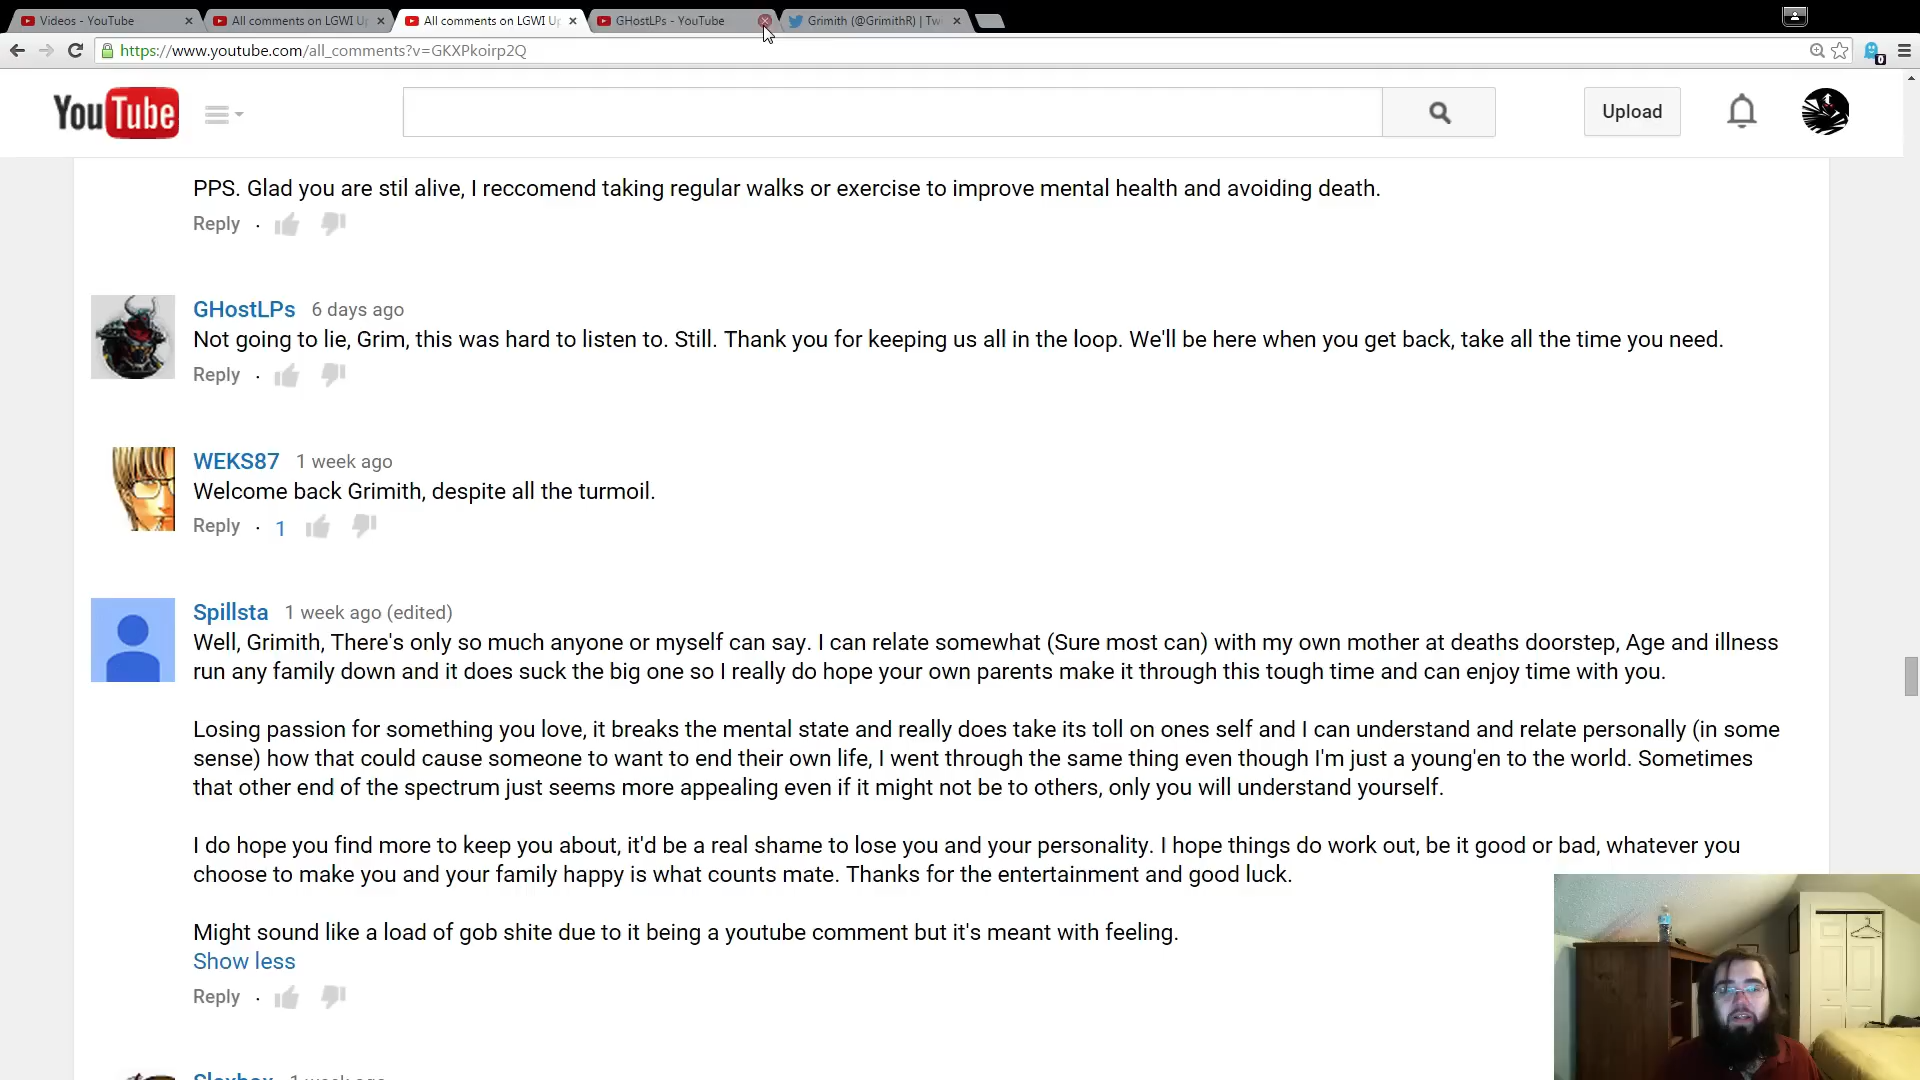 Videos - YouTube
All comments on LGWI Up
All comments on LGWI Up
GHostLPs - YouTube
Grimith (@GrimithR) | Tw
https://www.youtube.com/all_comments?v=GKXPkoirp2Q
0
YouTube
Upload
PPS. Glad you are stil alive, I reccomend taking regular walks or exercise to improve mental health and avoiding death.
Reply ·
GHostLPs 6 days ago
Not going to lie, Grim, this was hard to listen to. Still. Thank you for keeping us all in the loop. We'll be here when you get back, take all the time you need.
Reply ·
WEKS87 1 week ago
Welcome back Grimith, despite all the turmoil.
Reply · 1
Spillsta 1 week ago (edited)
Well, Grimith, There's only so much anyone or myself can say. I can relate somewhat (Sure most can) with my own mother at deaths doorstep, Age and illness
run any family down and it does suck the big one so I really do hope your own parents make it through this tough time and can enjoy time with you.
Losing passion for something you love, it breaks the mental state and really does take its toll on ones self and I can understand and relate personally (in some
sense) how that could cause someone to want to end their own life, I went through the same thing even though I'm just a young'en to the world. Sometimes
that other end of the spectrum just seems more appealing even if it might not be to others, only you will understand yourself.
I do hope you find more to keep you about, it'd be a real shame to lose you and your personality. I hope things do work out, be it good or bad, whatever you
choose to make you and your family happy is what counts mate. Thanks for the entertainment and good luck.
Might sound like a load of gob shite due to it being a youtube comment but it's meant with feeling.
Show less
Reply ·
1 week ago